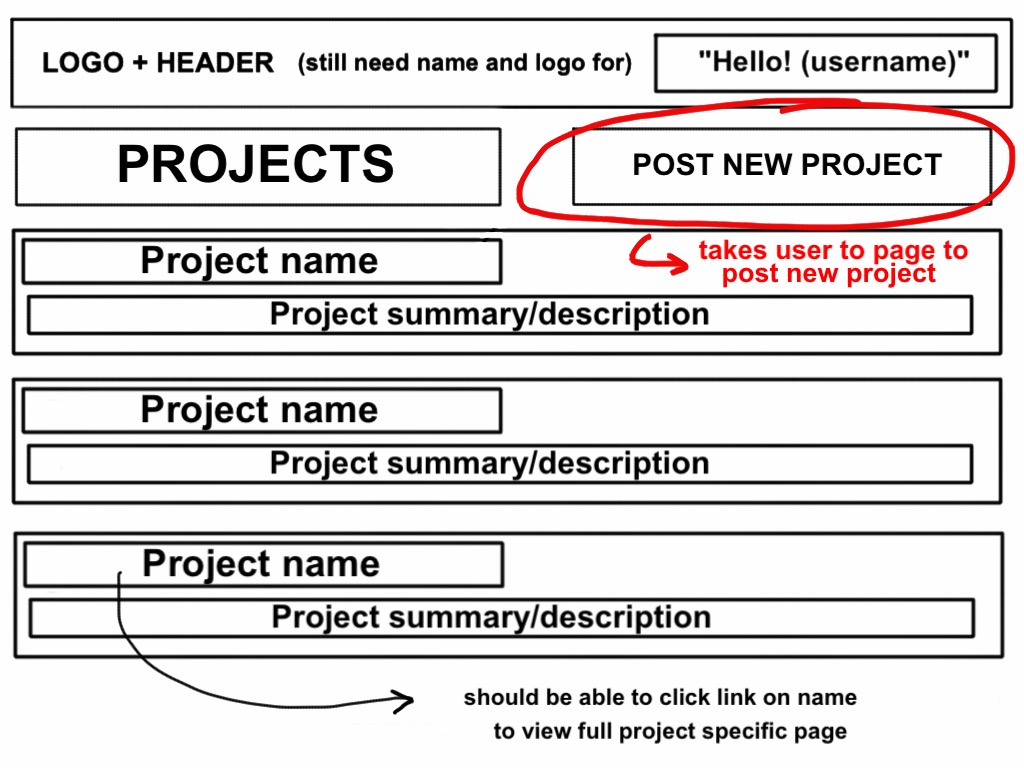 LOGO + HEADER (still need name and logo for) "Hello! (username)"
PROJECTS POST NEW PROJECT
Project name
takes user to page to
post new project
Project summary/description
Project name
Project summary/description
Project name
Project summary/description
should be able to click link on name
to view full project specific page